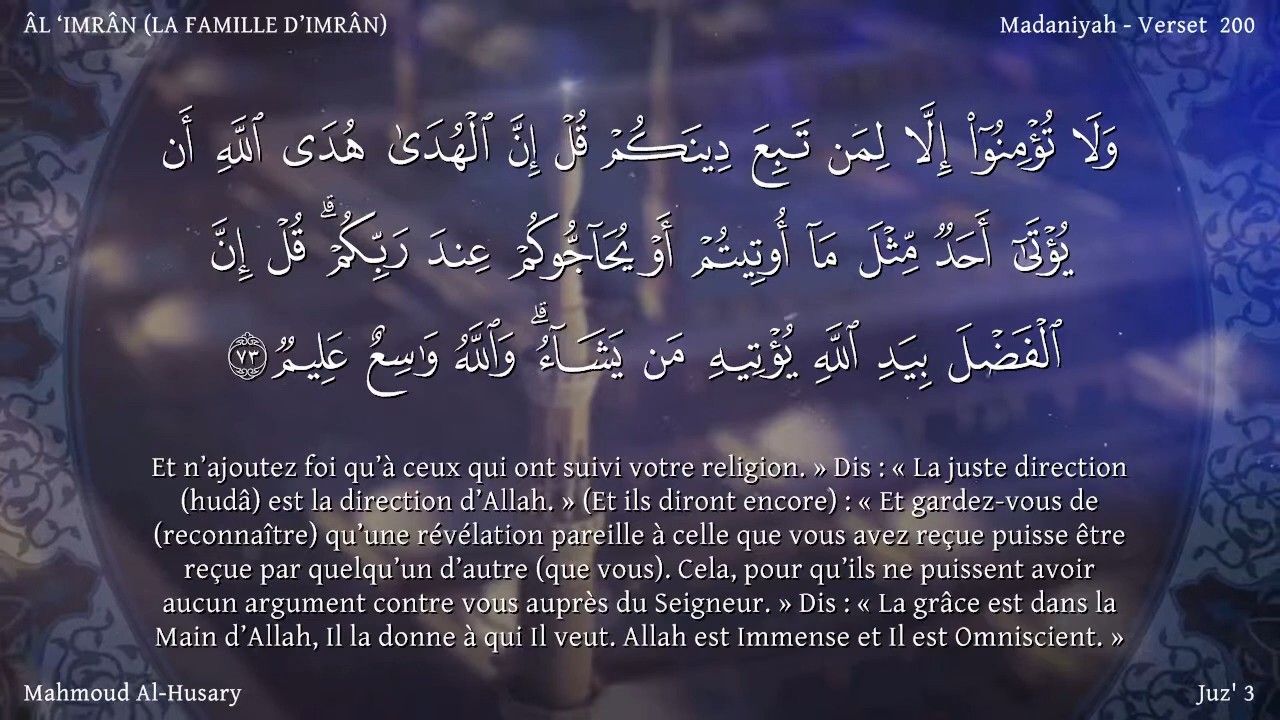 ÂL ‘IMRÂN (LA FAMILLE D’IMRÂN)
Madaniyah - Verset 200
وَلَا تُؤْمِنُوٓا۟ إِلَّا لِمَن تَبِعَ دِينَكُمْ قُلْ إِنَّ ٱلْهُدَىٰ هُدَى ٱللَّهِ أَن
يُؤْتَىٰٓ أَحَدٌ مِّثْلَ مَآ أُوتِيتُمْ أَوْ يُحَآجُّوكُمْ عِندَ رَبِّكُمْ ۗ قُلْ إِنَّ
ٱلْفَضْلَ بِيَدِ ٱللَّهِ يُؤْتِيهِ مَن يَشَآءُ ۗ وَٱللَّهُ وَٰسِعٌ عَلِيمٌ ٧٣
Et n’ajoutez foi qu’à ceux qui ont suivi votre religion. » Dis : « La juste direction
(hudâ) est la direction d’Allah. » (Et ils diront encore) : « Et gardez-vous de
(reconnaître) qu’une révélation pareille à celle que vous avez reçue puisse être
reçue par quelqu’un d’autre (que vous). Cela, pour qu’ils ne puissent avoir
aucun argument contre vous auprès du Seigneur. » Dis : « La grâce est dans la
Main d’Allah, Il la donne à qui Il veut. Allah est Immense et Il est Omniscient. »
Mahmoud Al-Husary
Juz' 3